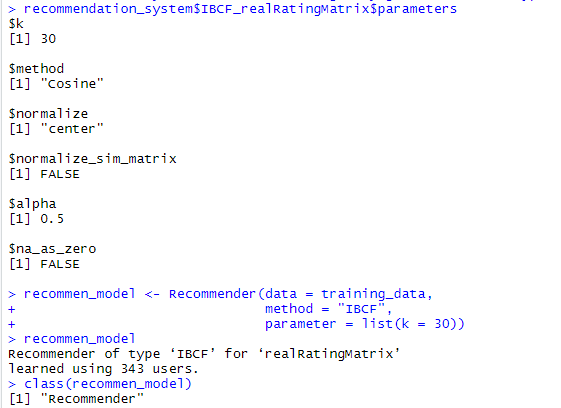 > recommendation_system$IBCF_realRatingMatrix$parameters
$k
[1] 30
$method
[1] "Cosine"
$normalize
[1] "center"
$normalize_sim_matrix
[1] FALSE
$alpha
[1] 0.5
$na_as_zero
[1] FALSE
> recommen_model <- Recommender(data = training_data,
+                               method = "IBCF",
+                               parameter = list(k = 30))
> recommen_model
Recommender of type ‘IBCF’ for ‘realRatingMatrix’
learned using 343 users.
> class(recommen_model)
[1] "Recommender"